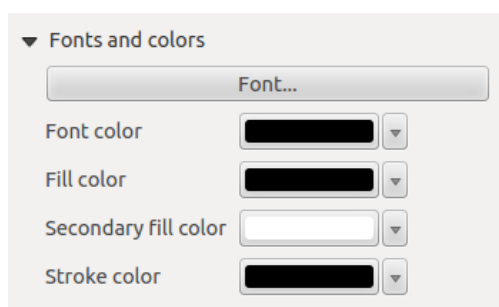 Fonts and colors
Font...
Font color
Fill color
Secondary fill color
Stroke color